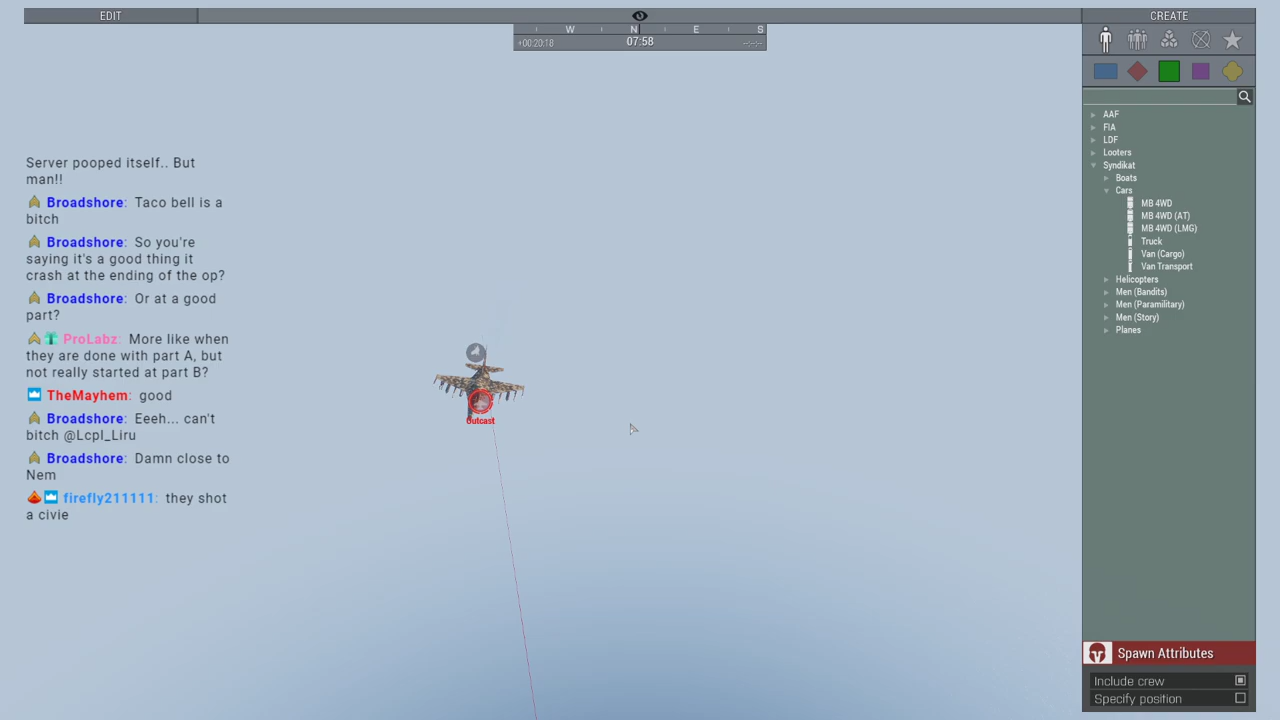 EDIT
CREATE
W N E S
+00:20:18 07:58 --:--
AAF
FIA
LDF
Looters
Syndikat
Boats
Cars
MB 4WD
MB 4WD (AT)
MB 4WD (LMG)
Truck
Van (Cargo)
Van Transport
Helicopters
Men (Bandits)
Men (Paramilitary)
Men (Story)
Planes
Spawn Attributes
Include crew
Specify position
Server pooped itself.. But
man!!
Broadshore: Taco bell is a
bitch
Broadshore: So you're
saying it's a good thing it
crash at the ending of the op?
Broadshore: Or at a good
part?
ProLabz: More like when
they are done with part A, but
not really started at part B?
TheMayhem: good
Broadshore: Eeeh... can't
bitch @Lcpl_Liru
Broadshore: Damn close to
Nem
firefly211111: they shot
a civie
Outcast